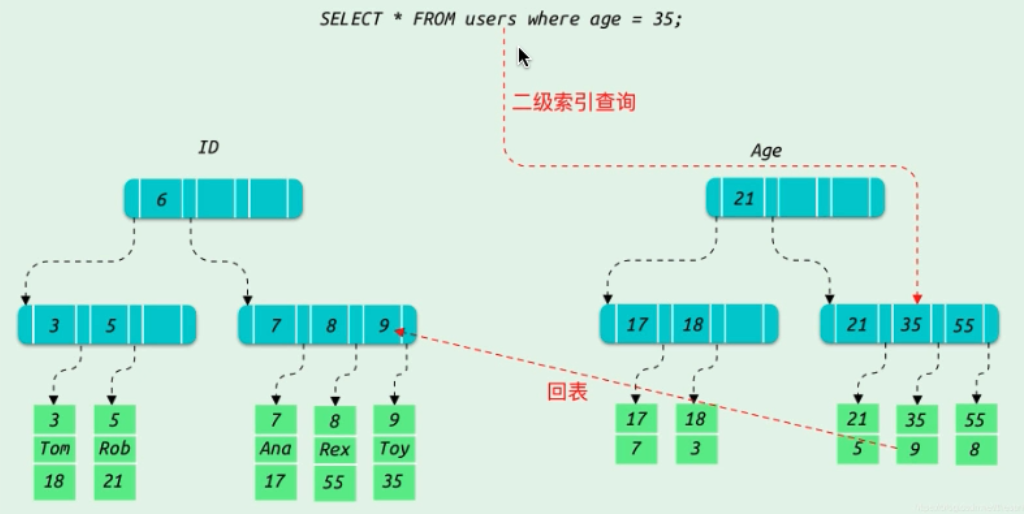 SELECT * FROM users where age = 35;
二级索引查询
ID
Age
6
21
3 5
7 8 9
17 18
21 35 55
回表
3 5
7 8 9
17 18
21 35 55
Tom Rob
Ana Rex Toy
7 3
5 9 8
18 21
17 55 35